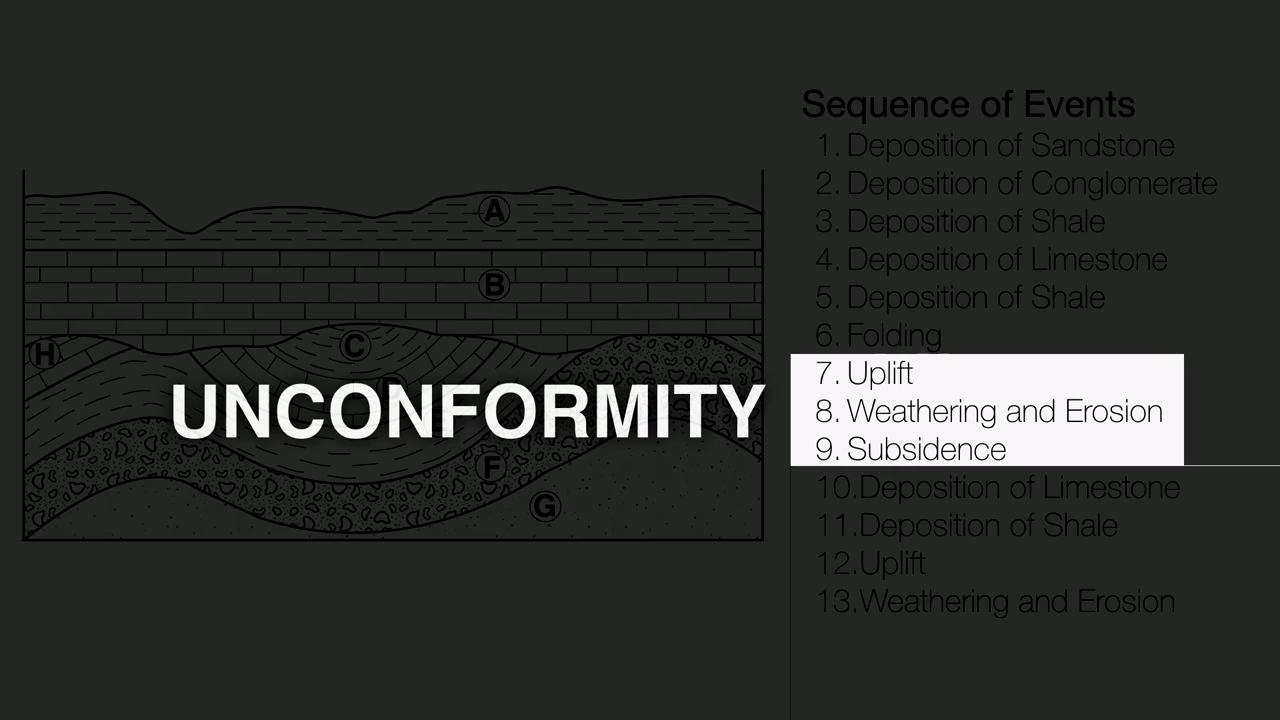 Sequence of Events
1. Deposition of Sandstone
2. Deposition of Conglomerate
3. Deposition of Shale
4. Deposition of Limestone
5. Deposition of Shale
6. Folding
7. Uplift
8. Weathering and Erosion
9. Subsidence
10.Deposition of Limestone
11.Deposition of Shale
12.Uplift
13.Weathering and Erosion
A
B
C
H
D
UNCONFORMITY
F
G